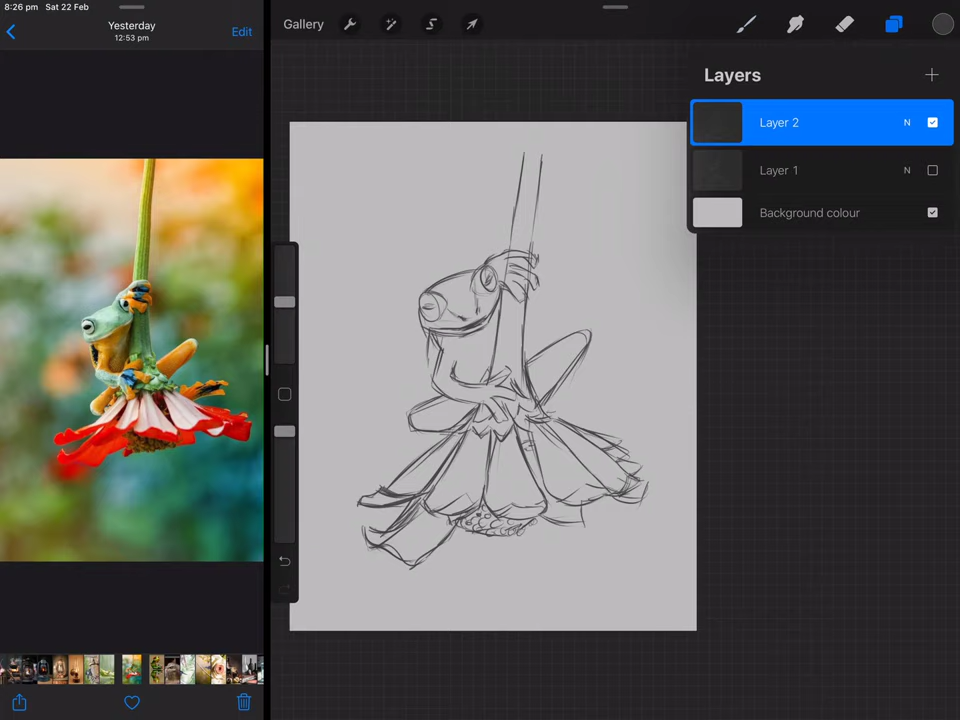 8:26 pm Sat 22 Feb
Yesterday
12:53 pm
Edit
Gallery
Layers
Layer 2 N
Layer 1 N
Background colour